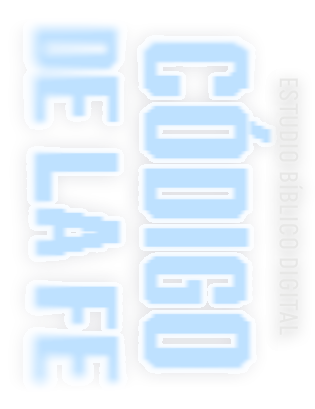 ESTUDIO BÍBLICO DIGITAL
CÓDIGO
DE LA FE